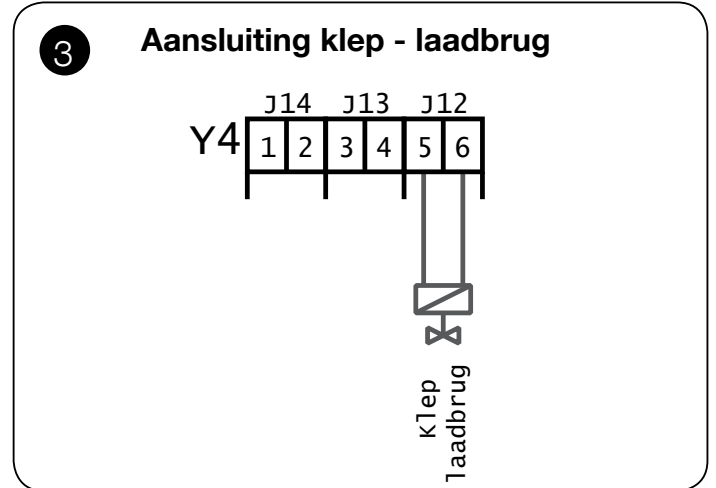 3 Aansluiting klep - laadbrug
J14 J13 J12
Y4 1 2 3 4 5 6
Klep
laadbrug